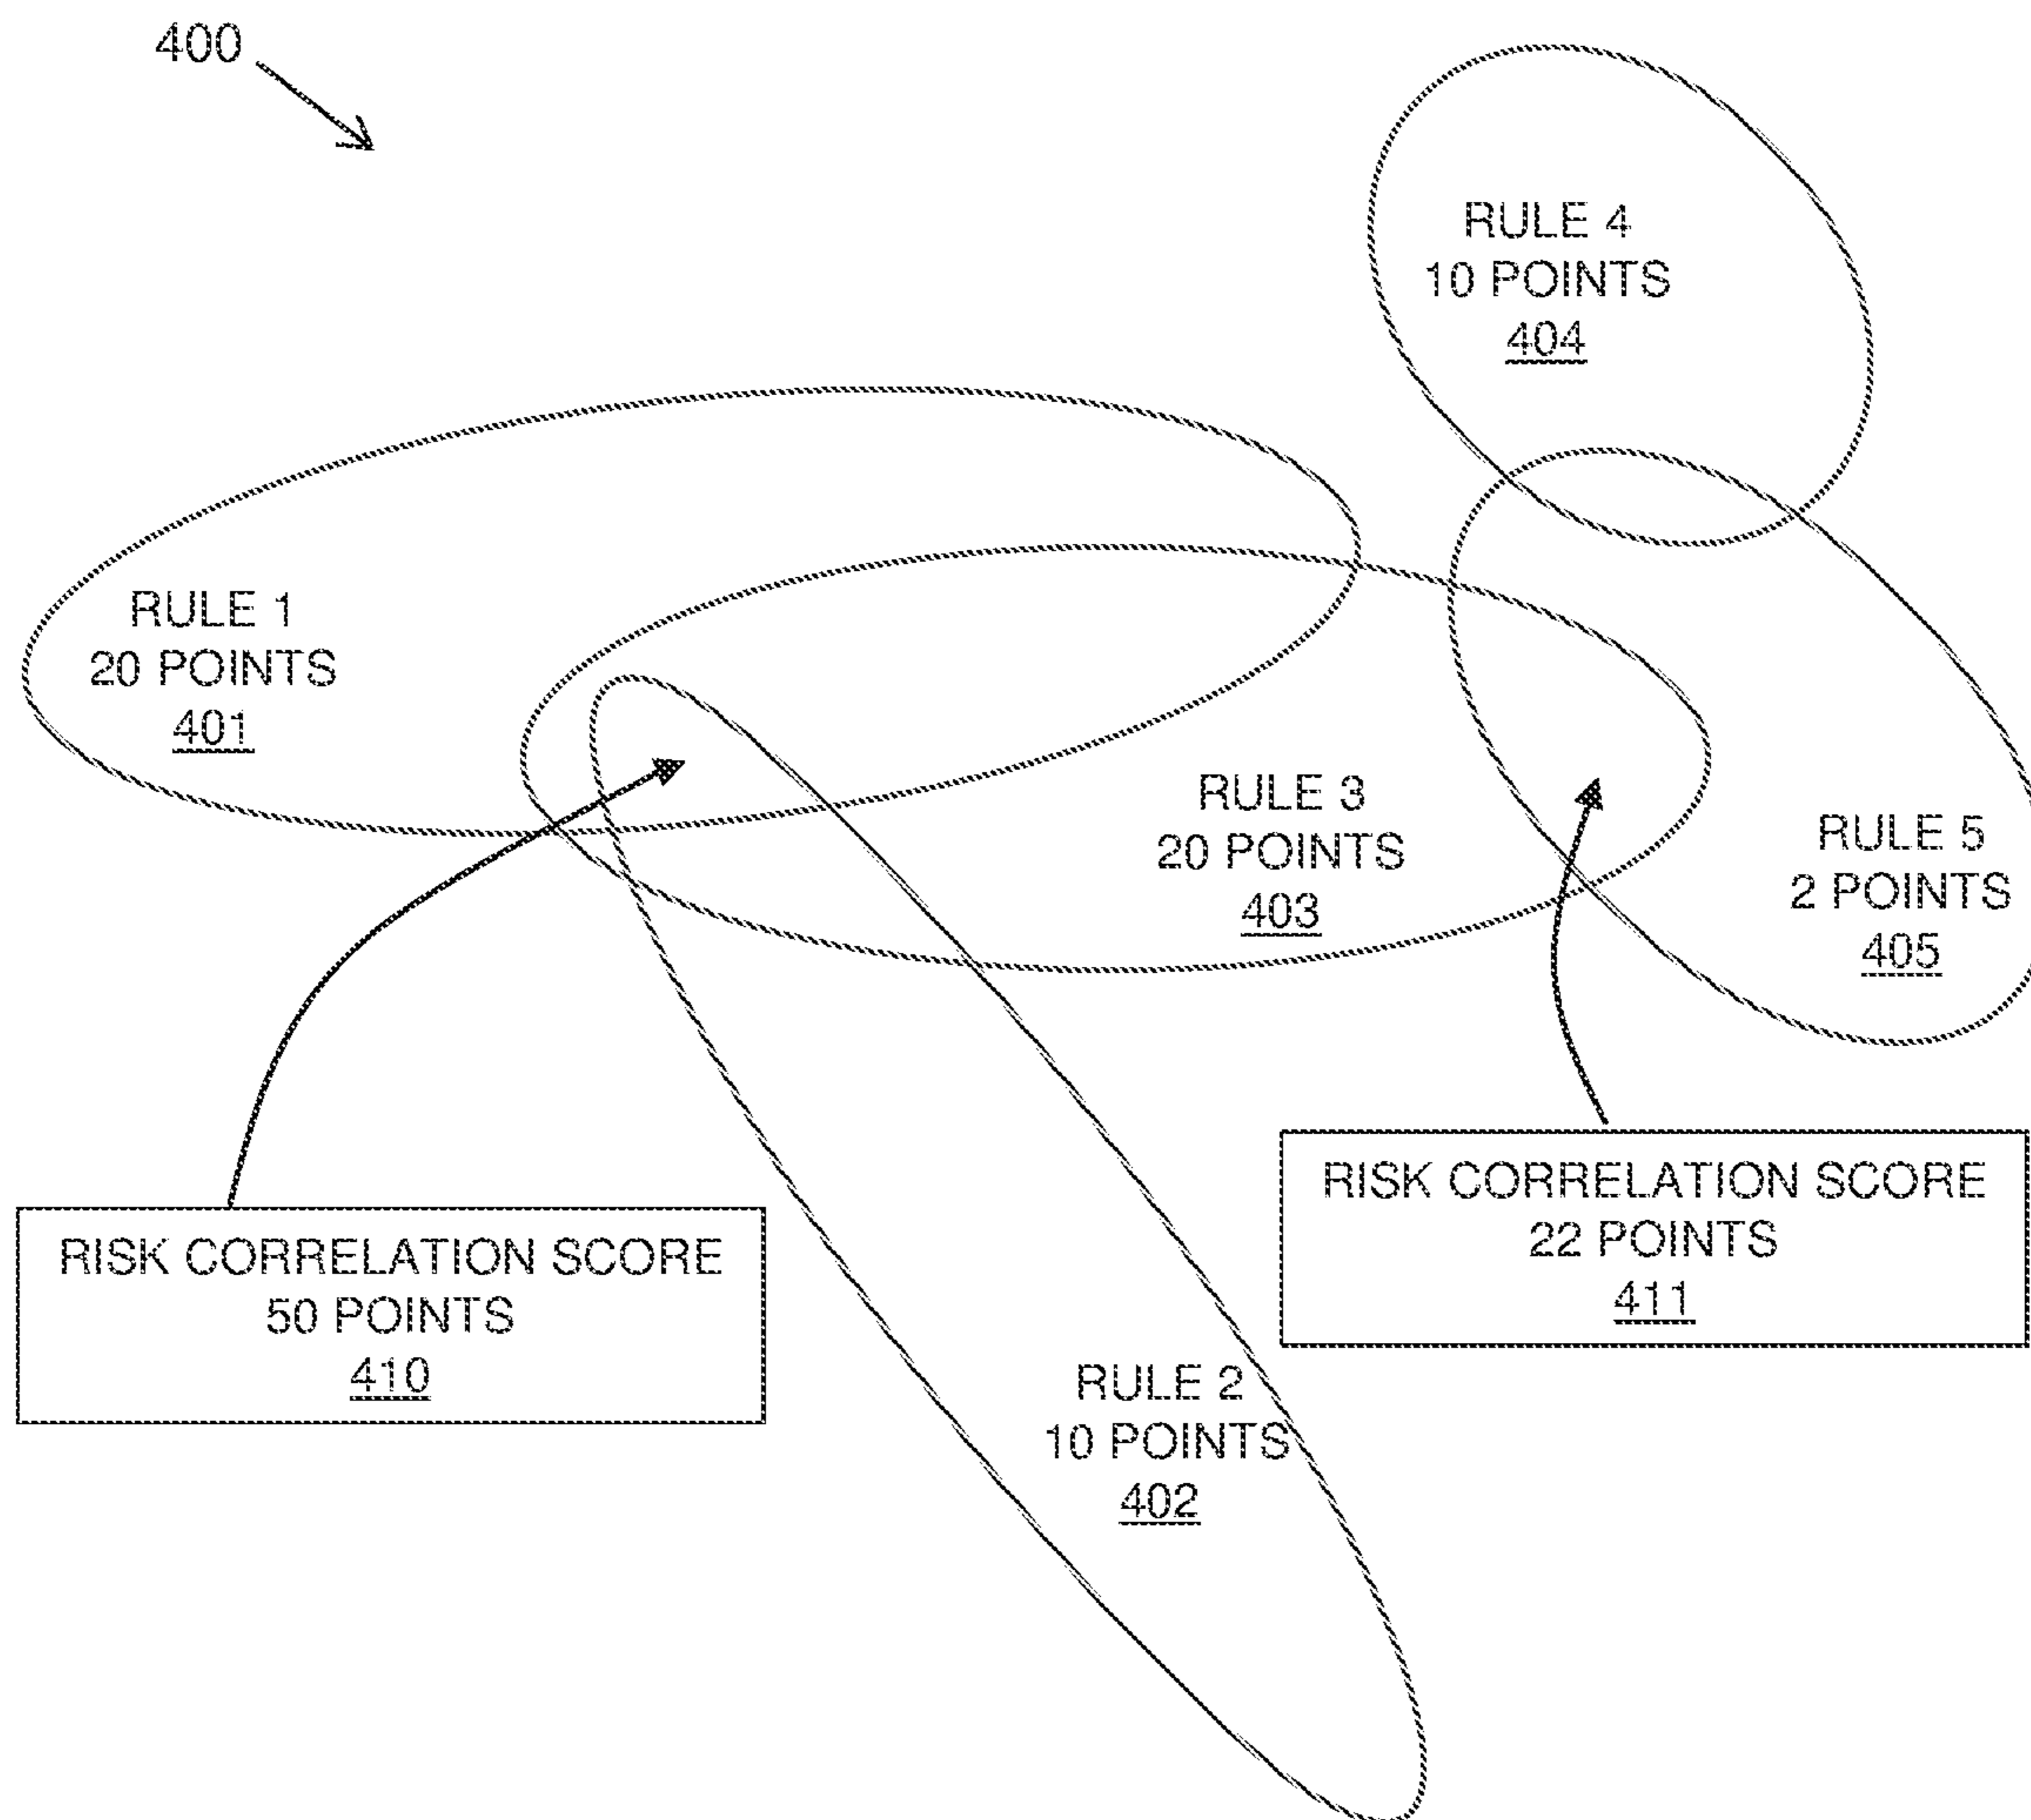 400
RULE 4
10 POINTS
404
RULE 1
20 POINTS
401
RULE 3
20 POINTS
403
RULE 5
2 POINTS
405
RISK CORRELATION SCORE
50 POINTS
410
RISK CORRELATION SCORE
22 POINTS
411
RULE 2
10 POINTS
402